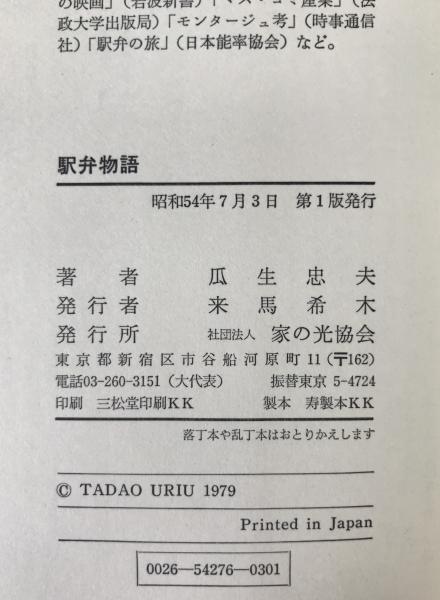 の映画」（岩波新書）「マス・コミ産業」（法
政大学出版局）「モンタージュ考」（時事通信
社）「駅弁の旅」（日本能率協会）など。
駅弁物語
昭和54年7月3日　第1版発行
著者　瓜生忠夫
発行者　来馬希木
発行所　社団法人　家の光協会
東京都新宿区市谷船河原町11（〒162）
電話03-260-3151（大代表）　振替東京 5-4724
印刷　三松堂印刷KK　製本　寿製本KK
落丁本や乱丁本はおとりかえします
© TADAO URIU 1979
Printed in Japan
0026—54276—0301